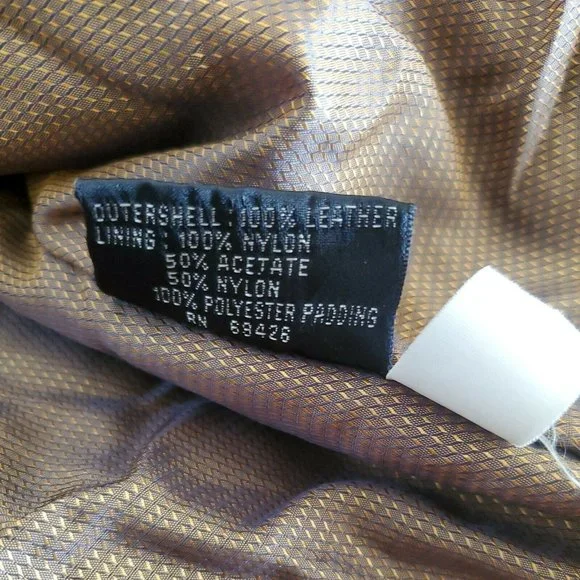 OUTERSHELL: 100% LEATHER
LINING: 100% NYLON
50% ACETATE
50% NYLON
100% POLYESTER PADDING
RN 69426